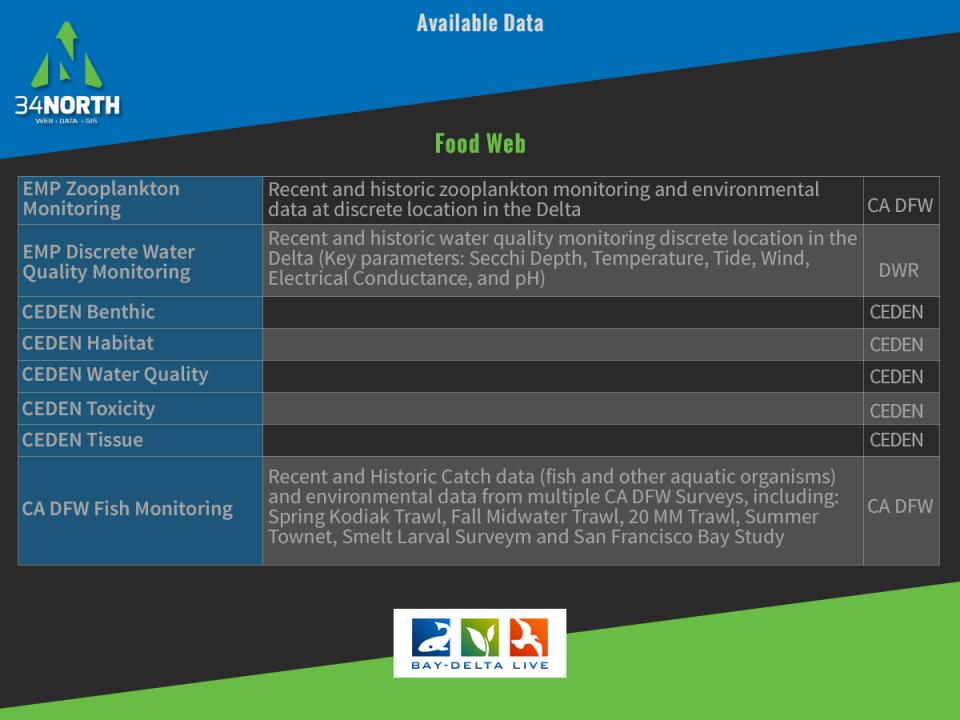 Available Data
34NORTH
WEB • DATA • GIS
Food Web
EMP Zooplankton
Monitoring
Recent and historic zooplankton monitoring and environmental
data at discrete location in the Delta
CA DFW
EMP Discrete Water
Quality Monitoring
Recent and historic water quality monitoring discrete location in the
Delta (Key parameters: Secchi Depth, Temperature, Tide, Wind,
Electrical Conductance, and pH)
DWR
CEDEN Benthic
CEDEN
CEDEN Habitat
CEDEN
CEDEN Water Quality
CEDEN
CEDEN Toxicity
CEDEN
CEDEN Tissue
CEDEN
CA DFW Fish Monitoring
Recent and Historic Catch data (fish and other aquatic organisms)
and environmental data from multiple CA DFW Surveys, including:
Spring Kodiak Trawl, Fall Midwater Trawl, 20 MM Trawl, Summer
Townet, Smelt Larval Surveym and San Francisco Bay Study
CA DFW
BAY-DELTA LIVE